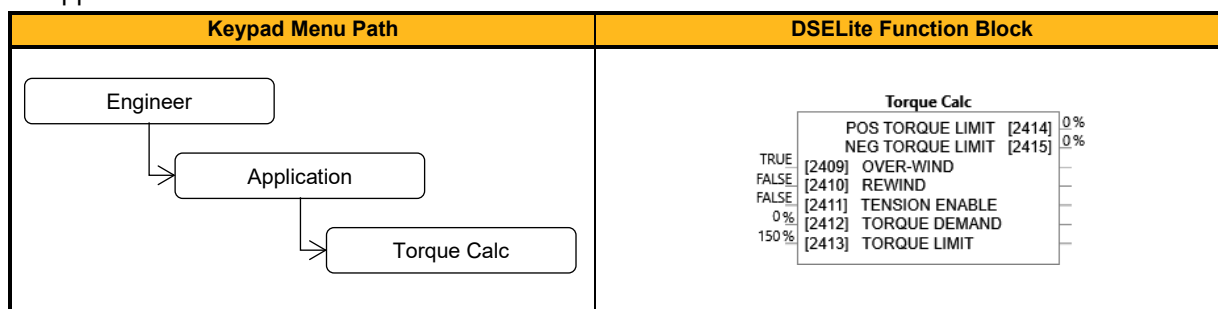 Keypad Menu Path
DSELite Function Block
Engineer
Application
Torque Calc
Torque Calc
POS TORQUE LIMIT [2414] 0%
NEG TORQUE LIMIT [2415] 0%
TRUE [2409] OVER-WIND
FALSE [2410] REWIND
FALSE [2411] TENSION ENABLE
0% [2412] TORQUE DEMAND
150% [2413] TORQUE LIMIT